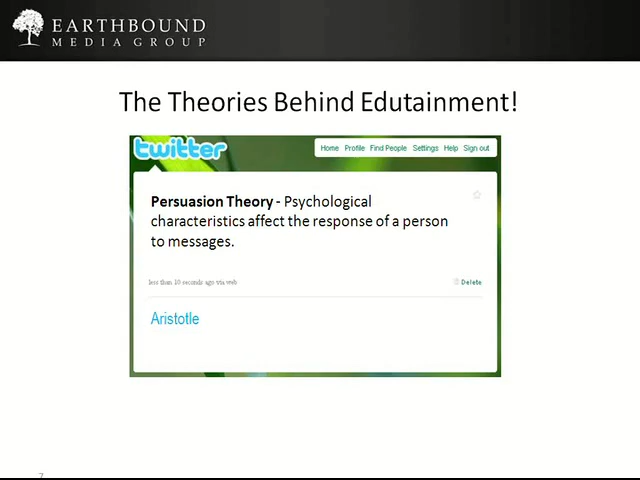 EARTHBOUND
MEDIA GROUP
The Theories Behind Edutainment!
twitter
Home Profile Find People Settings Help Sign out
Persuasion Theory - Psychological
characteristics affect the response of a person
to messages.
less than 10 seconds ago via web
Delete
Aristotle
7